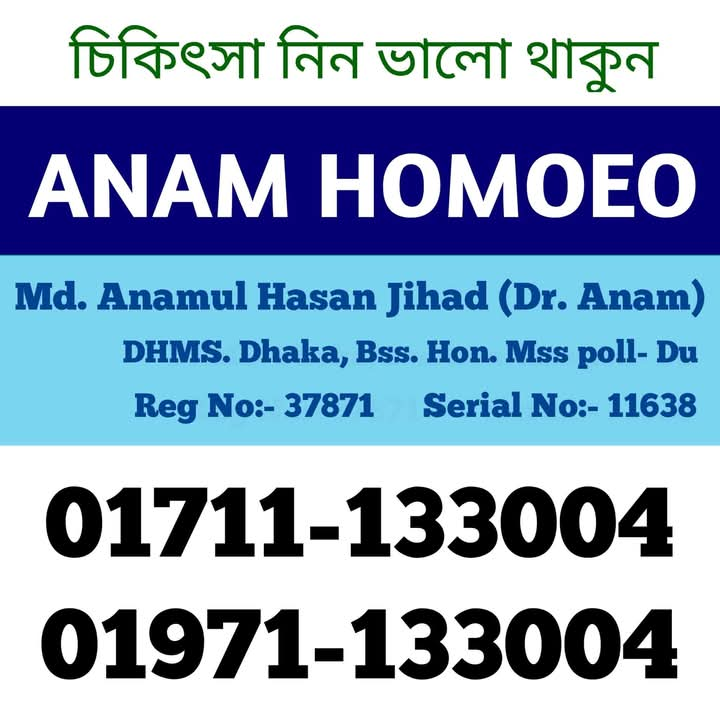 চিকিৎসা নিন ভালো থাকুন
ANAM HOMOEO
Md. Anamul Hasan Jihad (Dr. Anam)
DHMS. Dhaka, Bss. Hon. Mss poll- Du
Reg No:- 37871 Serial No:- 11638
01711-133004
01971-133004